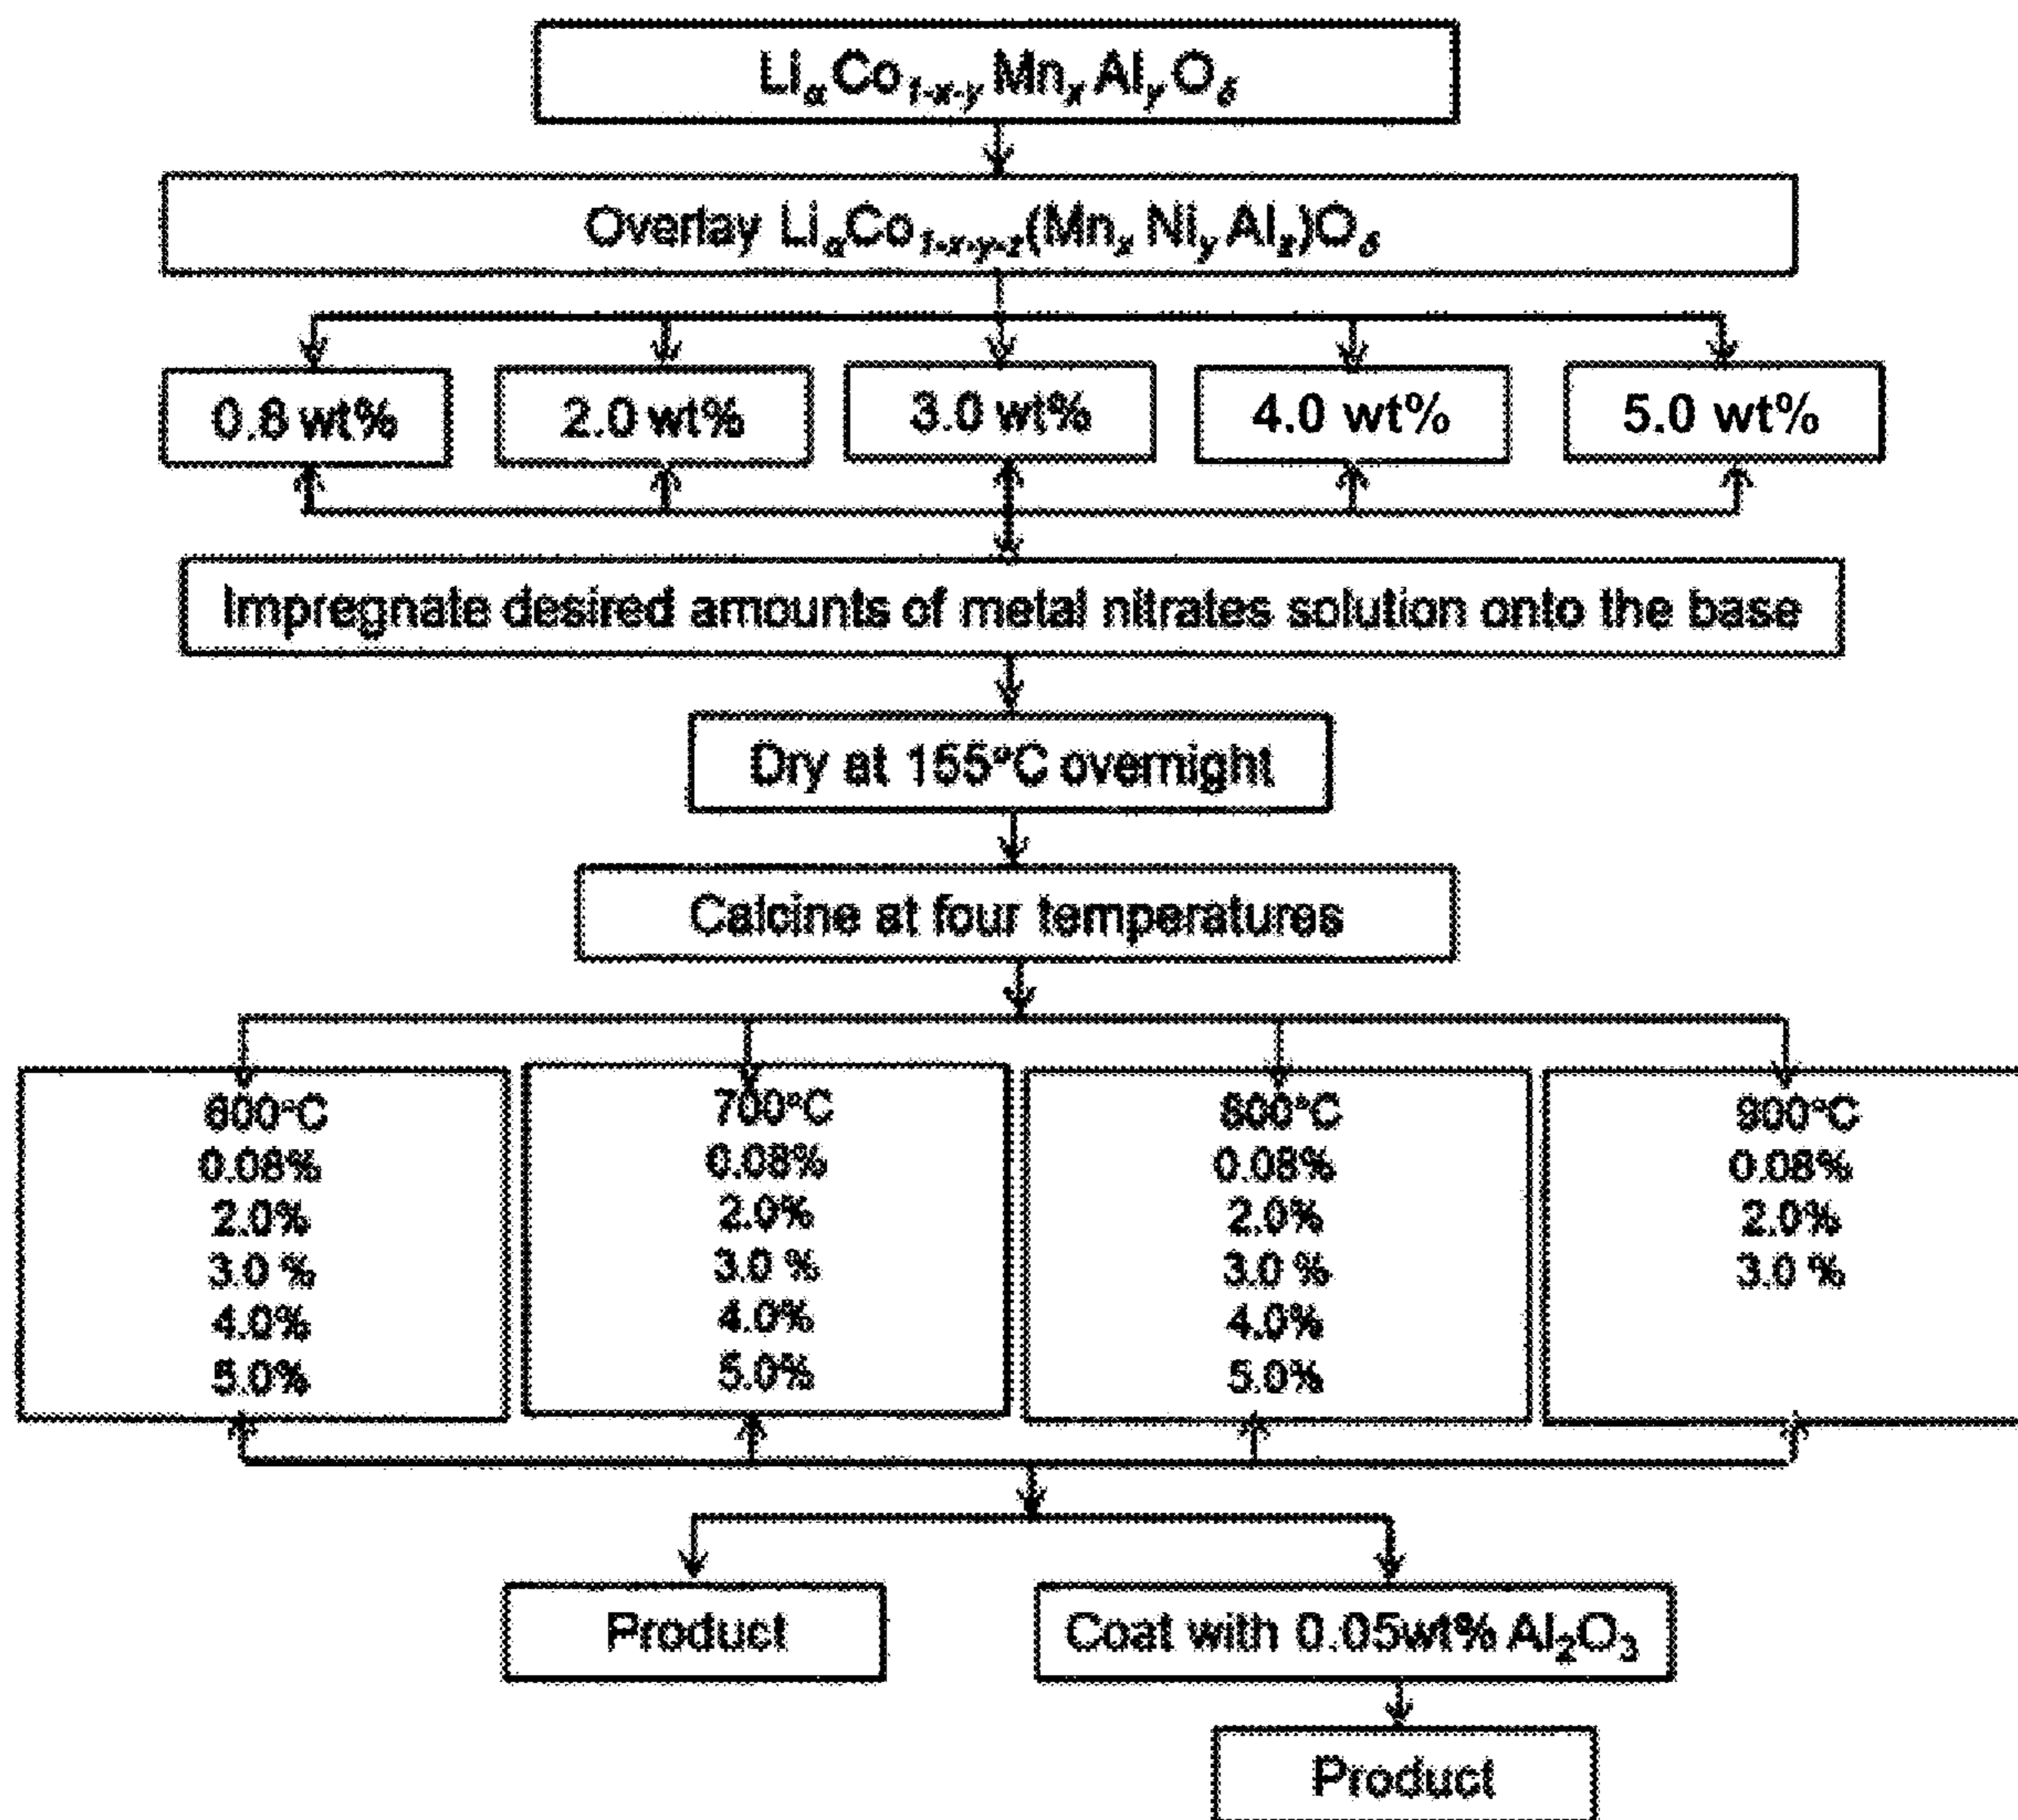 LiαCo1-x-yMnxAlyOδ
Overlay LiαCo1-x-y-z(MnxNiyAlz)Oδ
0.8 wt% 2.0 wt% 3.0 wt% 4.0 wt% 5.0 wt%
Impregnate desired amounts of metal nitrates solution onto the base
Dry at 155°C overnight
Calcine at four temperatures
600°C 700°C 800°C 900°C
0.08% 0.08% 0.08% 0.08%
2.0% 2.0% 2.0% 2.0%
3.0 % 3.0 % 3.0 % 3.0 %
4.0% 4.0% 4.0%
5.0% 5.0% 5.0%
Product Coat with 0.05wt% Al2O3
Product